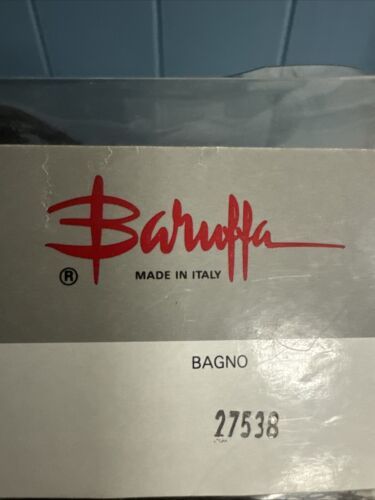 Baruffa
® MADE IN ITALY
BAGNO
27538